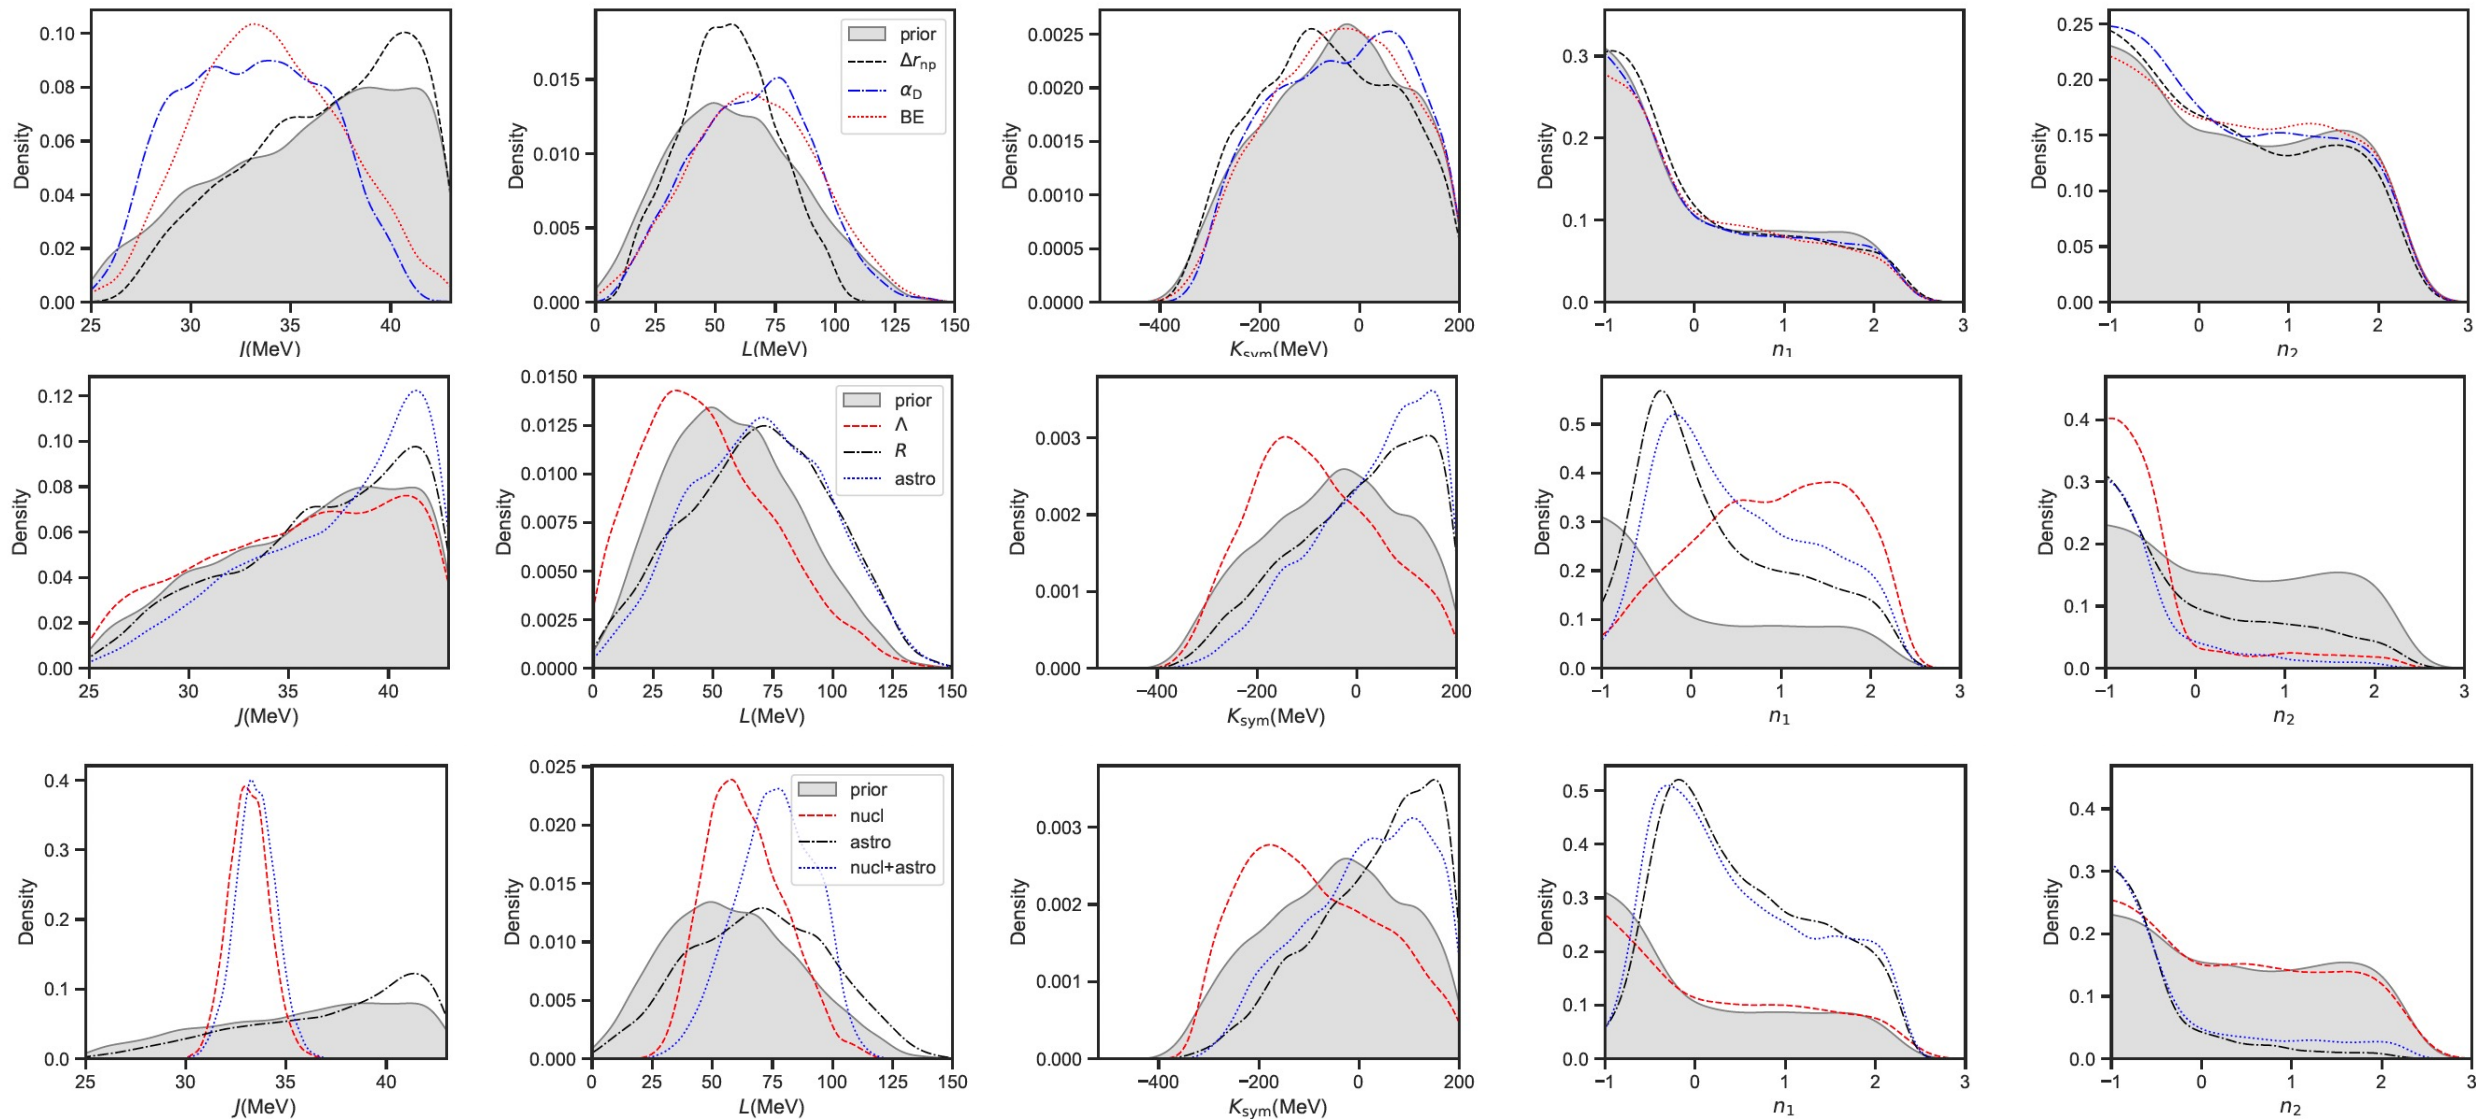 0.10
0.08
0.06
0.04
0.02
0.00
Density
25 30 35 40
J(MeV)
0.015
0.010
0.005
0.000
Density
prior
Δr_np
α_D
BE
0 25 50 75 100 125 150
L(MeV)
0.0025
0.0020
0.0015
0.0010
0.0005
0.0000
Density
−400 −200 0 200
K_sym(MeV)
0.3
0.2
0.1
0.0
Density
−1 0 1 2 3
n₁
0.25
0.20
0.15
0.10
0.05
0.00
Density
−1 0 1 2 3
n₂
0.12
0.10
0.08
0.06
0.04
0.02
0.00
Density
25 30 35 40
J(MeV)
0.0150
0.0125
0.0100
0.0075
0.0050
0.0025
0.0000
Density
prior
Λ
R
astro
0 25 50 75 100 125 150
L(MeV)
0.003
0.002
0.001
0.000
Density
−400 −200 0 200
K_sym(MeV)
0.5
0.4
0.3
0.2
0.1
0.0
Density
−1 0 1 2 3
n₁
0.4
0.3
0.2
0.1
0.0
Density
−1 0 1 2 3
n₂
0.4
0.3
0.2
0.1
0.0
Density
25 30 35 40
J(MeV)
0.025
0.020
0.015
0.010
0.005
0.000
Density
prior
nucl
astro
nucl+astro
0 25 50 75 100 125 150
L(MeV)
0.003
0.002
0.001
0.000
Density
−400 −200 0 200
K_sym(MeV)
0.5
0.4
0.3
0.2
0.1
0.0
Density
−1 0 1 2 3
n₁
0.4
0.3
0.2
0.1
0.0
Density
−1 0 1 2 3
n₂